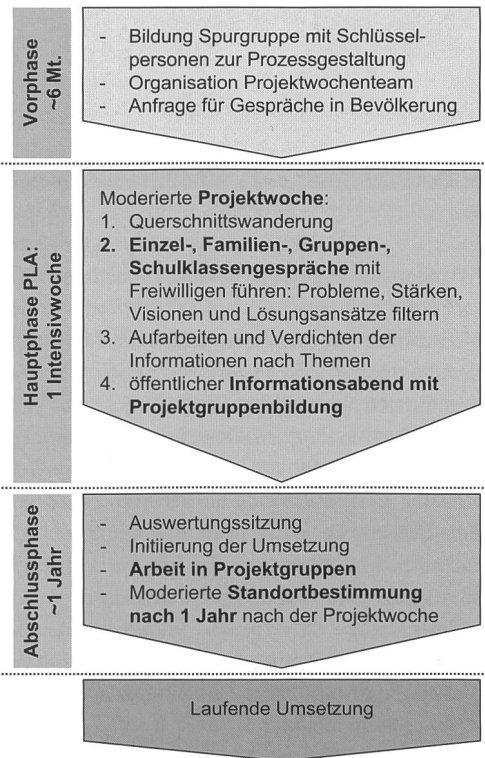 Vorphase
~6 Mt.
- Bildung Spurgruppe mit Schlüssel-
personen zur Prozessgestaltung
- Organisation Projektwochenteam
- Anfrage für Gespräche in Bevölkerung
Hauptphase PLA:
1 Intensivwoche
Moderierte Projektwoche:
1. Querschnittswanderung
2. Einzel-, Familien-, Gruppen-,
Schulklassengespräche mit
Freiwilligen führen: Probleme, Stärken,
Visionen und Lösungsansätze filtern
3. Aufarbeiten und Verdichten der
Informationen nach Themen
4. öffentlicher Informationsabend mit
Projektgruppenbildung
Abschlussphase
~1 Jahr
- Auswertungssitzung
- Initiierung der Umsetzung
- Arbeit in Projektgruppen
- Moderierte Standortbestimmung
nach 1 Jahr nach der Projektwoche
Laufende Umsetzung